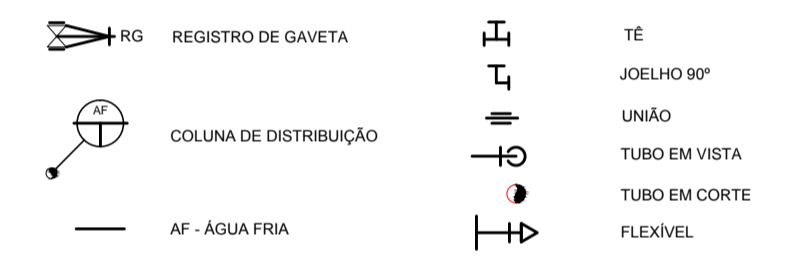 RG REGISTRO DE GAVETA
AF
COLUNA DE DISTRIBUIÇÃO
AF - ÁGUA FRIA
TÊ
JOELHO 90º
UNIÃO
TUBO EM VISTA
TUBO EM CORTE
FLEXÍVEL